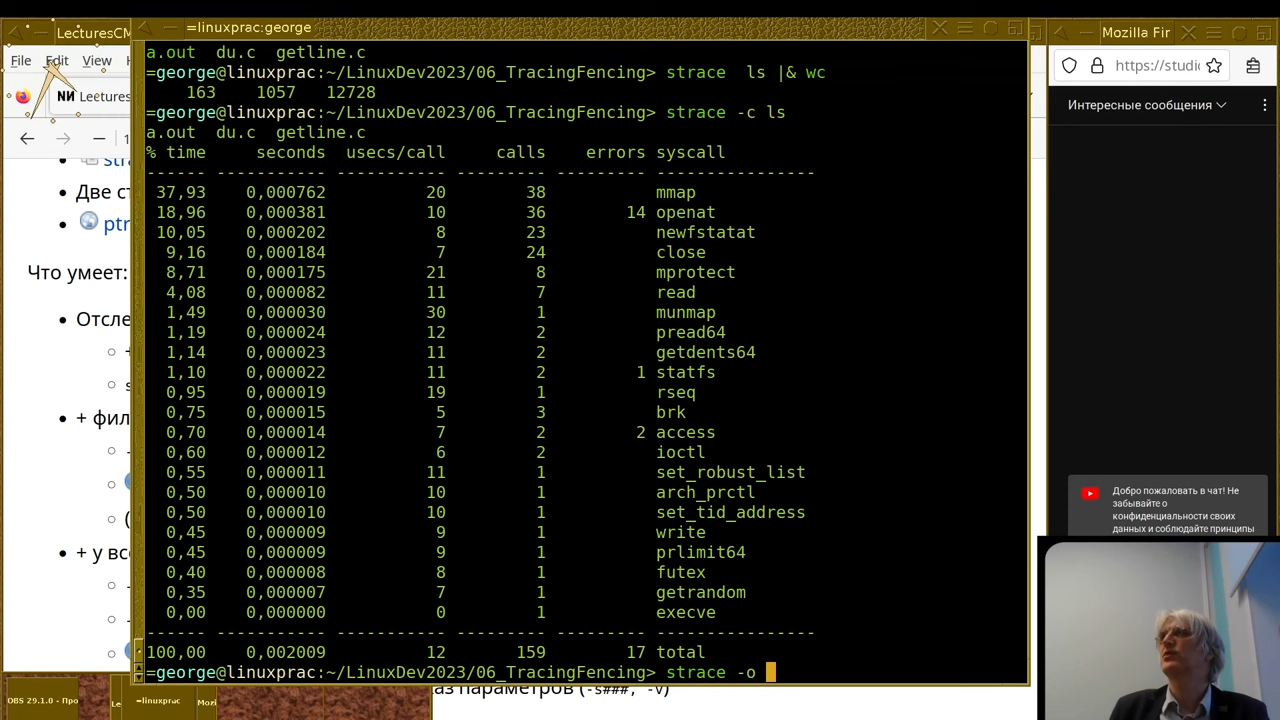 LecturesCM
=linuxprac:george
Mozilla Fir
File Edit View
Lectures
https://studio
Интересные сообщения
• Две ст
• ptr
Что умеет:
• Отсле
• + фил
• + у вс
a.out du.c getline.c
=george@linuxprac:~/LinuxDev2023/06_TracingFencing> strace  ls |& wc
163 1057 12728
=george@linuxprac:~/LinuxDev2023/06_TracingFencing> strace -c ls
a.out du.c getline.c
% time seconds usecs/call calls errors syscall
------ ----------- ----------- --------- --------- ----------------
37,93 0,000762 20 38 mmap
18,96 0,000381 10 36 14 openat
10,05 0,000202 8 23 newfstatat
9,16 0,000184 7 24 close
8,71 0,000175 21 8 mprotect
4,08 0,000082 11 7 read
1,49 0,000030 30 1 munmap
1,19 0,000024 12 2 pread64
1,14 0,000023 11 2 getdents64
1,10 0,000022 11 2 1 statfs
0,95 0,000019 19 1 rseq
0,75 0,000015 5 3 brk
0,70 0,000014 7 2 2 access
0,60 0,000012 6 2 ioctl
0,55 0,000011 11 1 set_robust_list
0,50 0,000010 10 1 arch_prctl
0,50 0,000010 10 1 set_tid_address
0,45 0,000009 9 1 write
0,45 0,000009 9 1 prlimit64
0,40 0,000008 8 1 futex
0,35 0,000007 7 1 getrandom
0,00 0,000000 0 1 execve
------ ----------- ----------- --------- --------- ----------------
100,00 0,002009 12 159 17 total
=george@linuxprac:~/LinuxDev2023/06_TracingFencing> strace -o
Добро пожаловать в чат! Не
забывайте о
конфиденциальности своих
данных и соблюдайте принципы
аз параметров (-s###, -v)
OBS 29.1.0 - Про
=linuxprac
Mozi